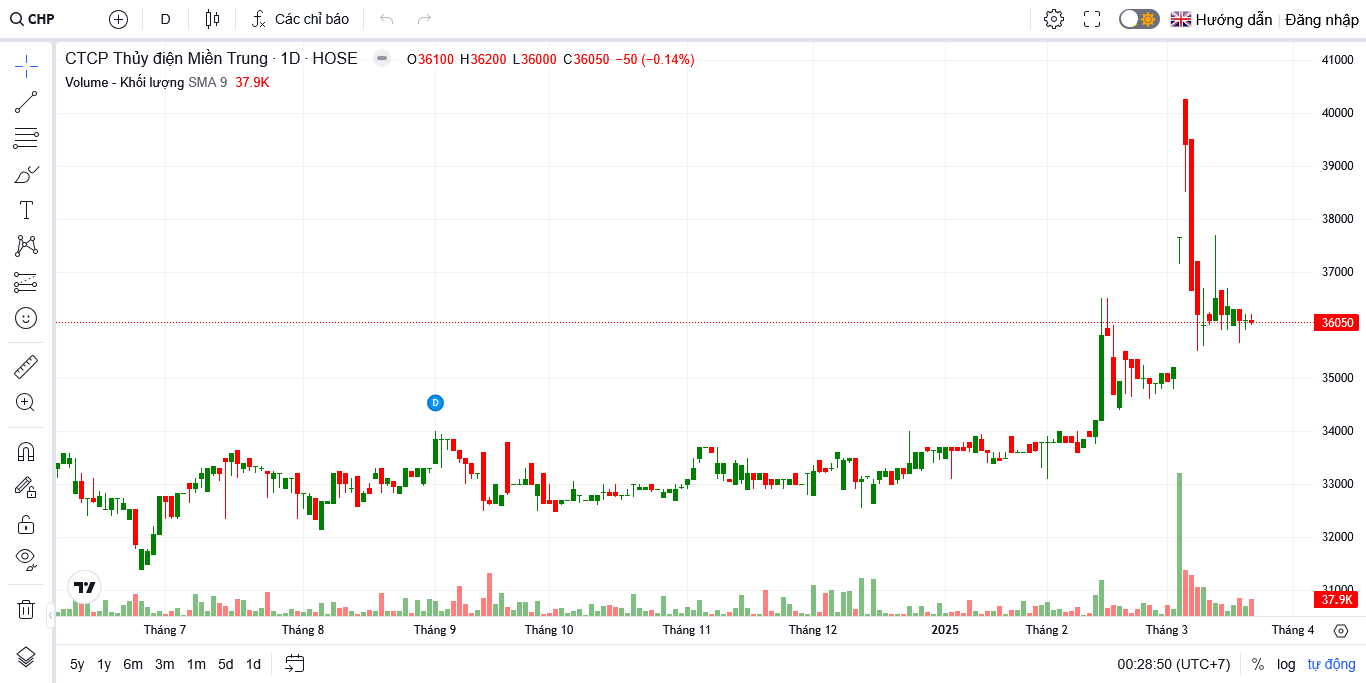 CHP D Các chỉ báo Hướng dẫn Đăng nhập
CTCP Thủy điện Miền Trung · 1D · HOSE O36100 H36200 L36000 C36050 −50 (−0.14%)
Volume - Khối lượng SMA 9 37.9K
41000
40000
39000
38000
37000
36050
35000
D
34000
33000
32000
31000
37.9K
Tháng 7 Tháng 8 Tháng 9 Tháng 10 Tháng 11 Tháng 12 2025 Tháng 2 Tháng 3 Tháng 4
5y 1y 6m 3m 1m 5d 1d 00:28:50 (UTC+7) % log tự động